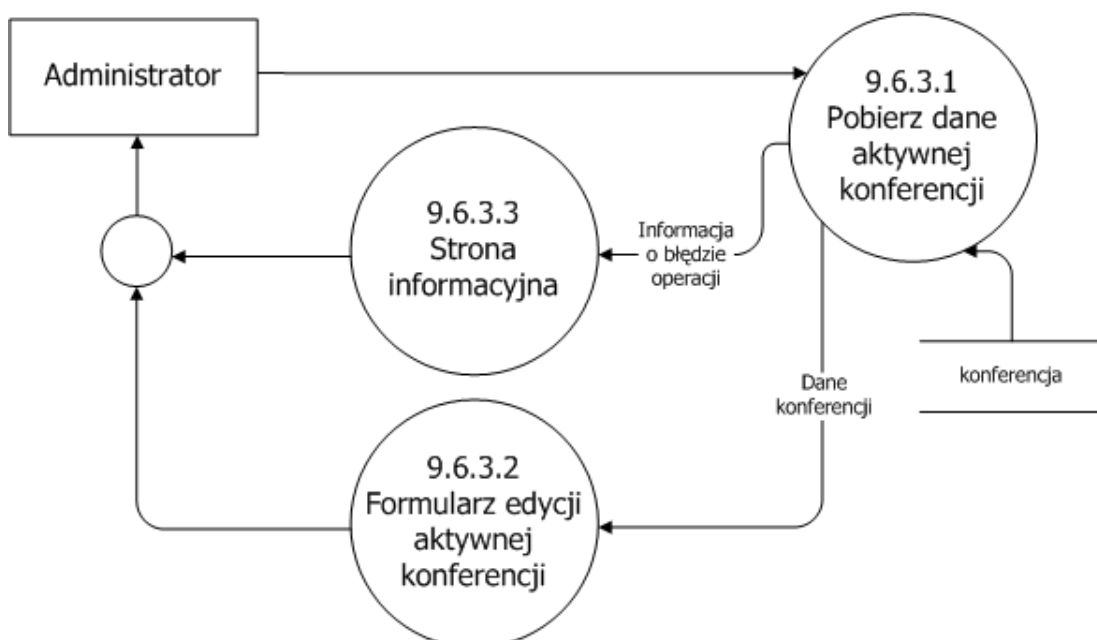 Administrator
9.6.3.1
Pobierz dane
aktywnej
konferencji
9.6.3.3
Strona
informacyjna
Informacja
o błędzie
operacji
konferencja
Dane
konferencji
9.6.3.2
Formularz edycji
aktywnej
konferencji